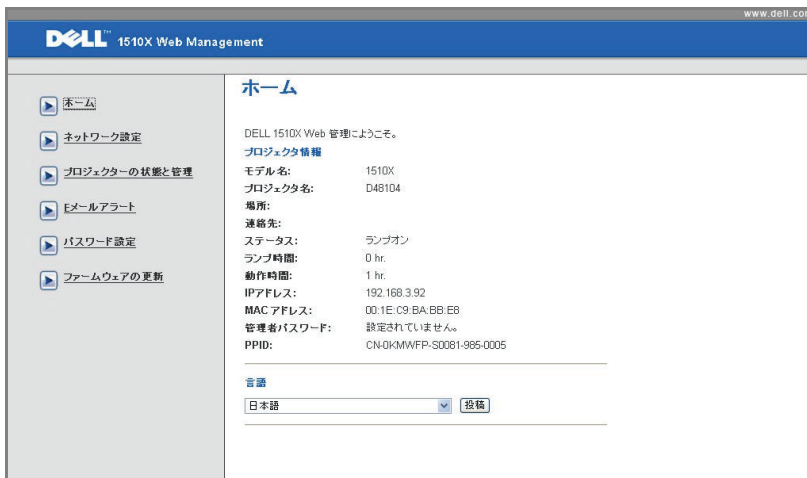 www.dell.com
DELL™ 1510X Web Management
ホーム
ネットワーク設定
プロジェクターの状態と管理
Eメールアラート
パスワード設定
ファームウェアの更新
ホーム
DELL 1510X Web 管理にようこそ。
プロジェクタ情報
モデル名: 1510X
プロジェクタ名: D48104
場所:
連絡先:
ステータス: ランプオン
ランプ時間: 0 hr.
動作時間: 1 hr.
IPアドレス: 192.168.3.92
MAC アドレス: 00:1E:C9:BA:BB:E8
管理者パスワード: 設定されていません。
PPID: CN-0KMWFP-S0081-985-0005
言語
日本語 投稿